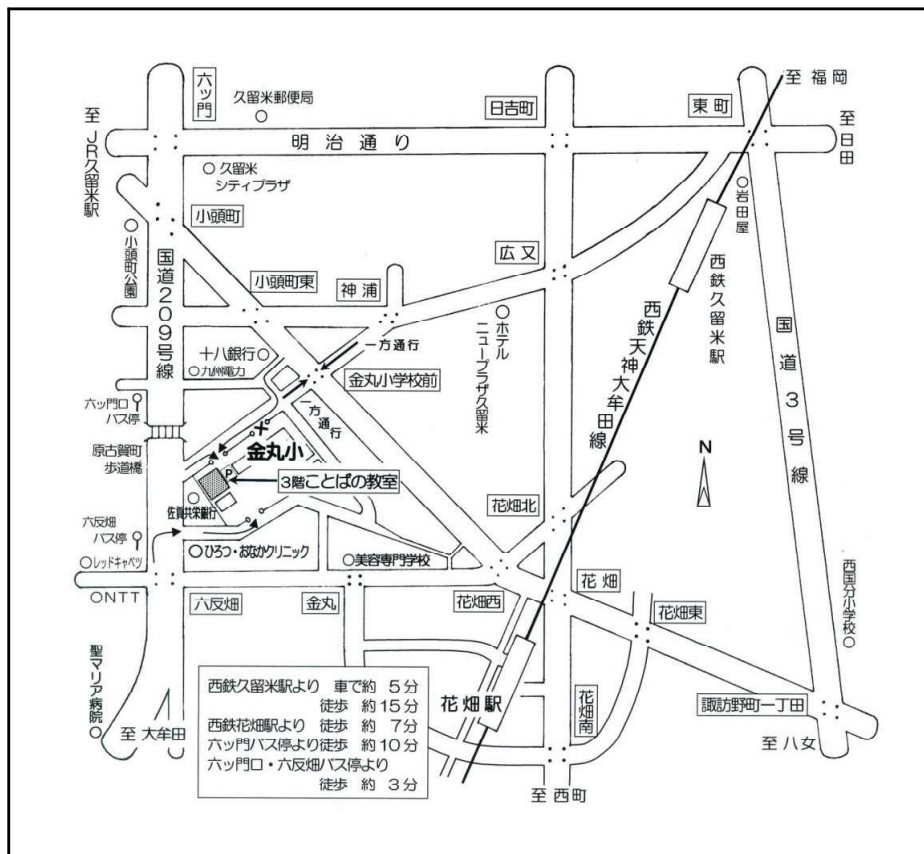 六ッ門
久留米郵便局
日吉町
東町
至 福岡
至 日田
至 JR久留米駅
明治通り
久留米
シティプラザ
岩田屋
小頭町
小頭町公園
国道209号線
小頭町東
神浦
広又
西鉄久留米駅
西鉄天神大牟田線
国道3号線
ホテル
ニュープラザ久留米
一方通行
十八銀行
九州電力
金丸小学校前
六ッ門口
バス停
一方通行
原古賀町
歩道橋
金丸小
P
3階ことばの教室
N
佐賀共栄銀行
花畑北
六反畑
バス停
ひろつ・おなかクリニック
レッドキャベツ
美容専門学校
NTT
六反畑
金丸
花畑西
花畑
花畑東
西国分小学校
聖マリア病院
至 大牟田
花畑駅
花畑南
諏訪野町一丁田
至 八女
至 西町
西鉄久留米駅より 車で約 5分
徒歩 約15分
西鉄花畑駅より 徒歩 約 7分
六ッ門バス停より徒歩 約10分
六ッ門口・六反畑バス停より
徒歩 約 3分